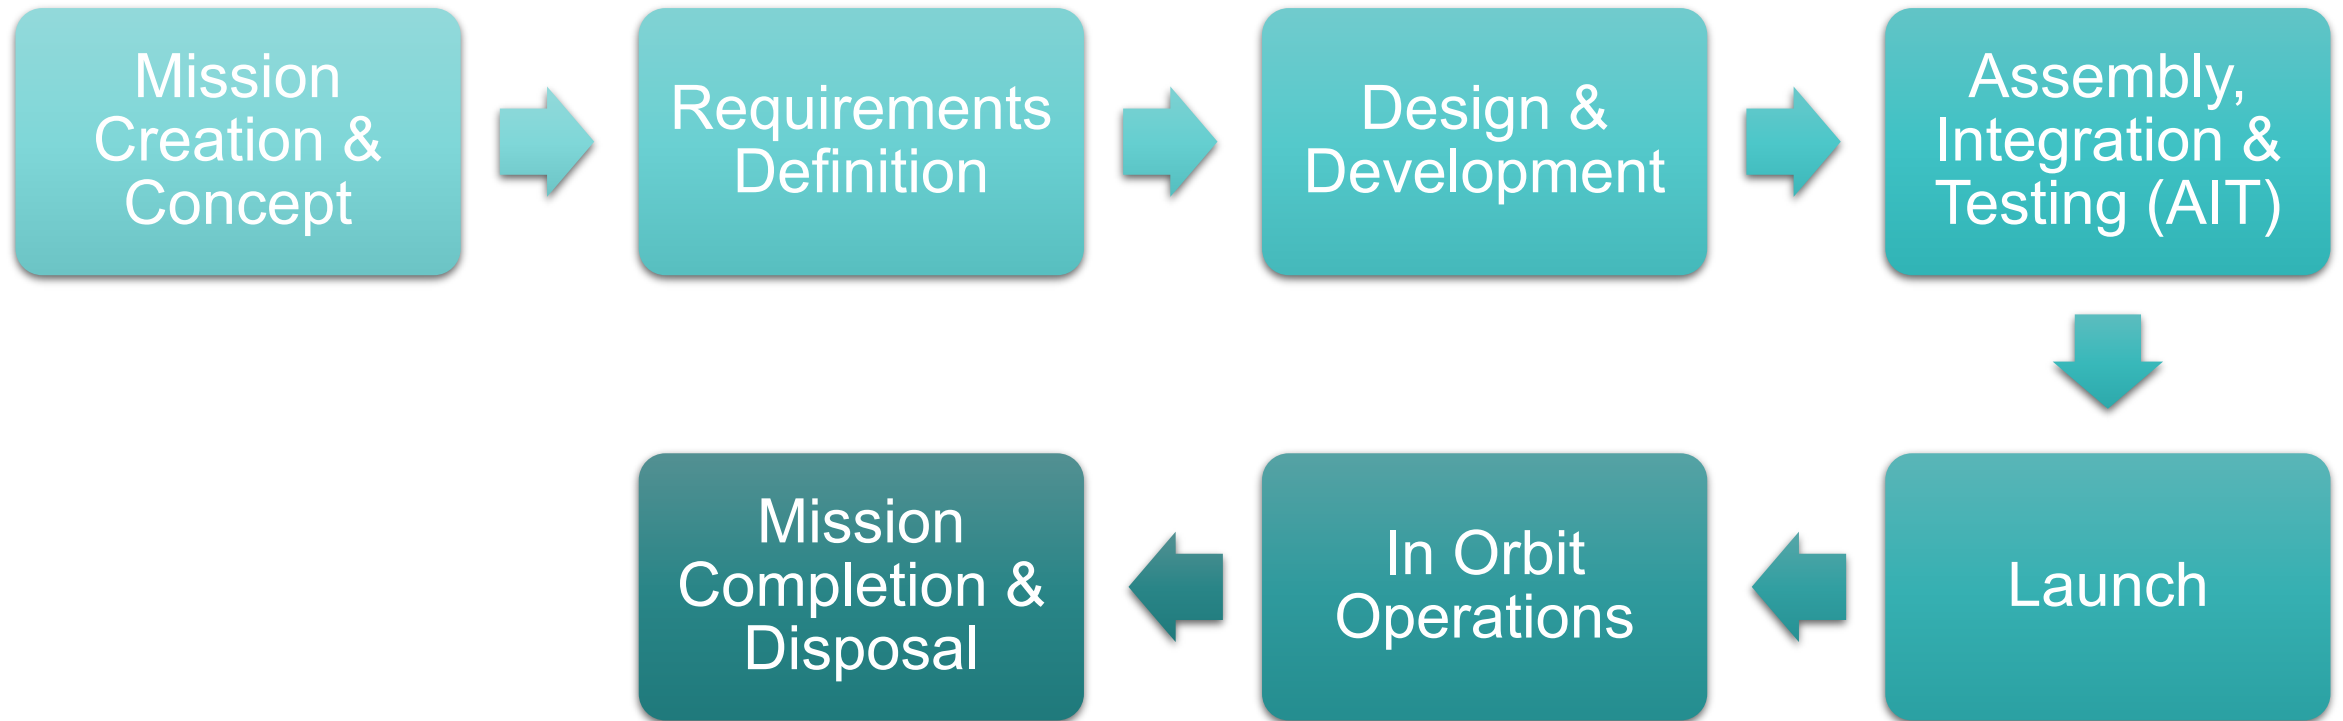 Mission
Creation &
Concept
Requirements
Definition
Design &
Development
Assembly,
Integration &
Testing (AIT)
Launch
In Orbit
Operations
Mission
Completion &
Disposal